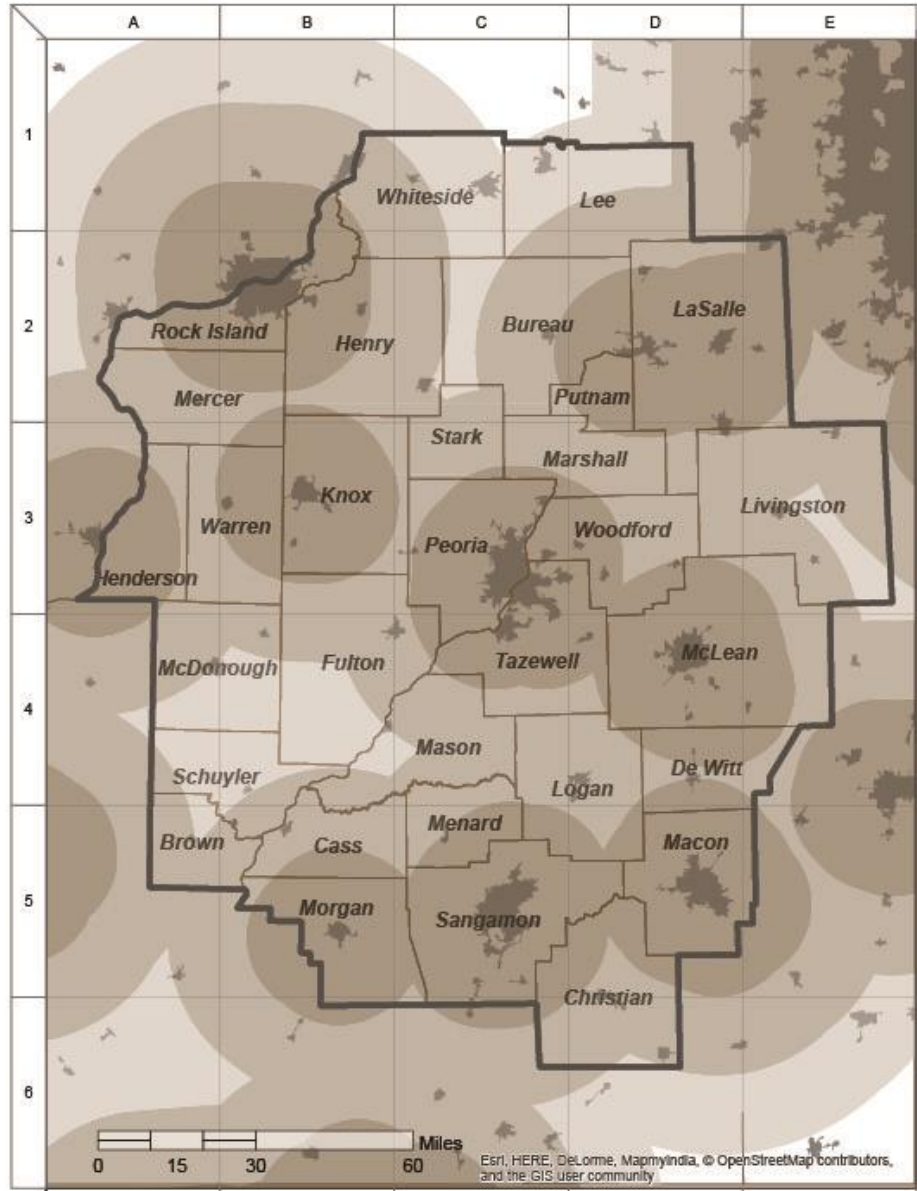 A B C D E
1
Whiteside
Lee
2
Rock Island
Henry
Bureau
LaSalle
Mercer
Putnam
Stark
Marshall
3
Knox
Warren
Peoria
Woodford
Livingston
Henderson
McDonough
Fulton
Tazewell
McLean
4
Mason
Schuyler
De Witt
Logan
Menard
Macon
Brown
Cass
5
Morgan
Sangamon
Christian
6
Miles
0 15 30 60
Esri, HERE, DeLorme, MapmyIndia, © OpenStreetMap contributors,
and the GIS user community